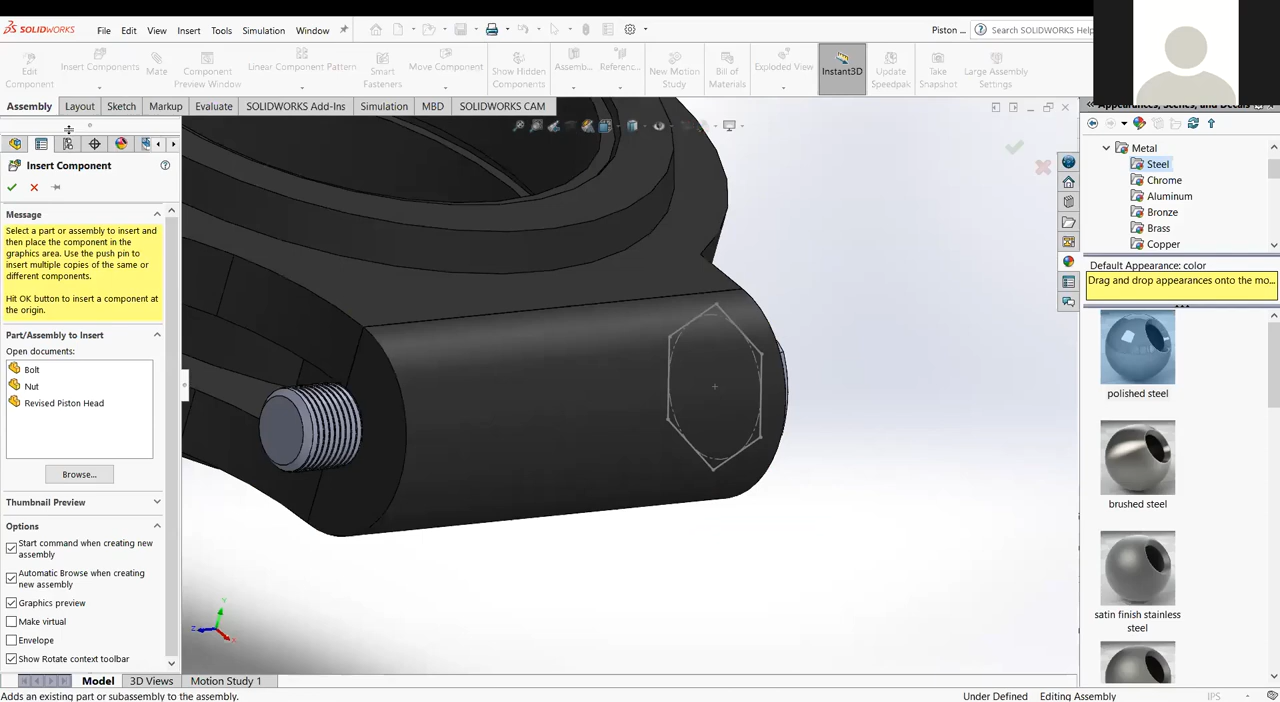 SOLIDWORKS File Edit View Insert Tools Simulation Window Piston ... Search SOLIDWORKS Help
Edit Component
Insert Components
Mate
Component Preview Window
Linear Component Pattern
Smart Fasteners
Move Component
Show Hidden Components
Assemb...
Referenc...
New Motion Study
Bill of Materials
Exploded View
Instant3D
Update Speedpak
Take Snapshot
Large Assembly Settings
Assembly Layout Sketch Markup Evaluate SOLIDWORKS Add-Ins Simulation MBD SOLIDWORKS CAM
Insert Component
Message
Select a part or assembly to insert and
then place the component in the
graphics area. Use the push pin to
insert multiple copies of the same or
different components.
Hit OK button to insert a component at
the origin.
Part/Assembly to Insert
Open documents:
Bolt
Nut
Revised Piston Head
Browse...
Thumbnail Preview
Options
Start command when creating new
assembly
Automatic Browse when creating
new assembly
Graphics preview
Make virtual
Envelope
Show Rotate context toolbar
Y
Z
X
Appearances, Scenes, and Decals
Metal
Steel
Chrome
Aluminum
Bronze
Brass
Copper
Default Appearance: color
Drag and drop appearances onto the mo...
polished steel
brushed steel
satin finish stainless
steel
Model 3D Views Motion Study 1
Adds an existing part or subassembly to the assembly. Under Defined Editing Assembly IPS